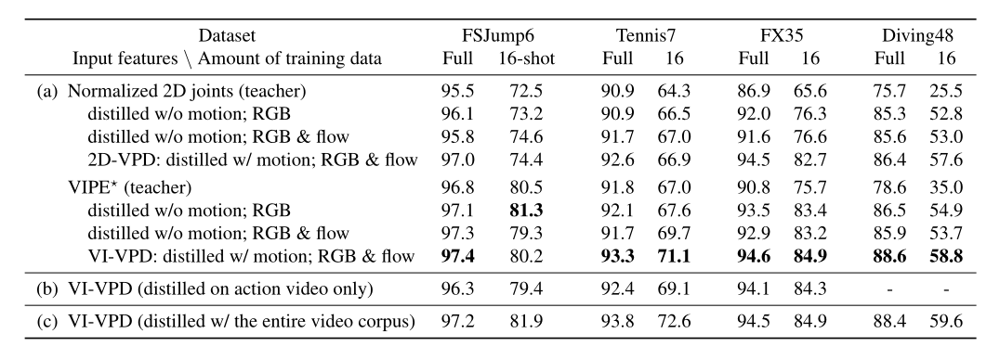 Dataset FSJump6 Tennis7 FX35 Diving48
Input features \ Amount of training data Full 16-shot Full 16 Full 16 Full 16
(a) Normalized 2D joints (teacher) 95.5 72.5 90.9 64.3 86.9 65.6 75.7 25.5
distilled w/o motion; RGB 96.1 73.2 90.9 66.5 92.0 76.3 85.3 52.8
distilled w/o motion; RGB & flow 95.8 74.6 91.7 67.0 91.6 76.6 85.6 53.0
2D-VPD: distilled w/ motion; RGB & flow 97.0 74.4 92.6 66.9 94.5 82.7 86.4 57.6
VIPE* (teacher) 96.8 80.5 91.8 67.0 90.8 75.7 78.6 35.0
distilled w/o motion; RGB 97.1 81.3 92.1 67.6 93.5 83.4 86.5 54.9
distilled w/o motion; RGB & flow 97.3 79.3 91.7 69.7 92.9 83.2 85.9 53.7
VI-VPD: distilled w/ motion; RGB & flow 97.4 80.2 93.3 71.1 94.6 84.9 88.6 58.8
(b) VI-VPD (distilled on action video only) 96.3 79.4 92.4 69.1 94.1 84.3 - -
(c) VI-VPD (distilled w/ the entire video corpus) 97.2 81.9 93.8 72.6 94.5 84.9 88.4 59.6